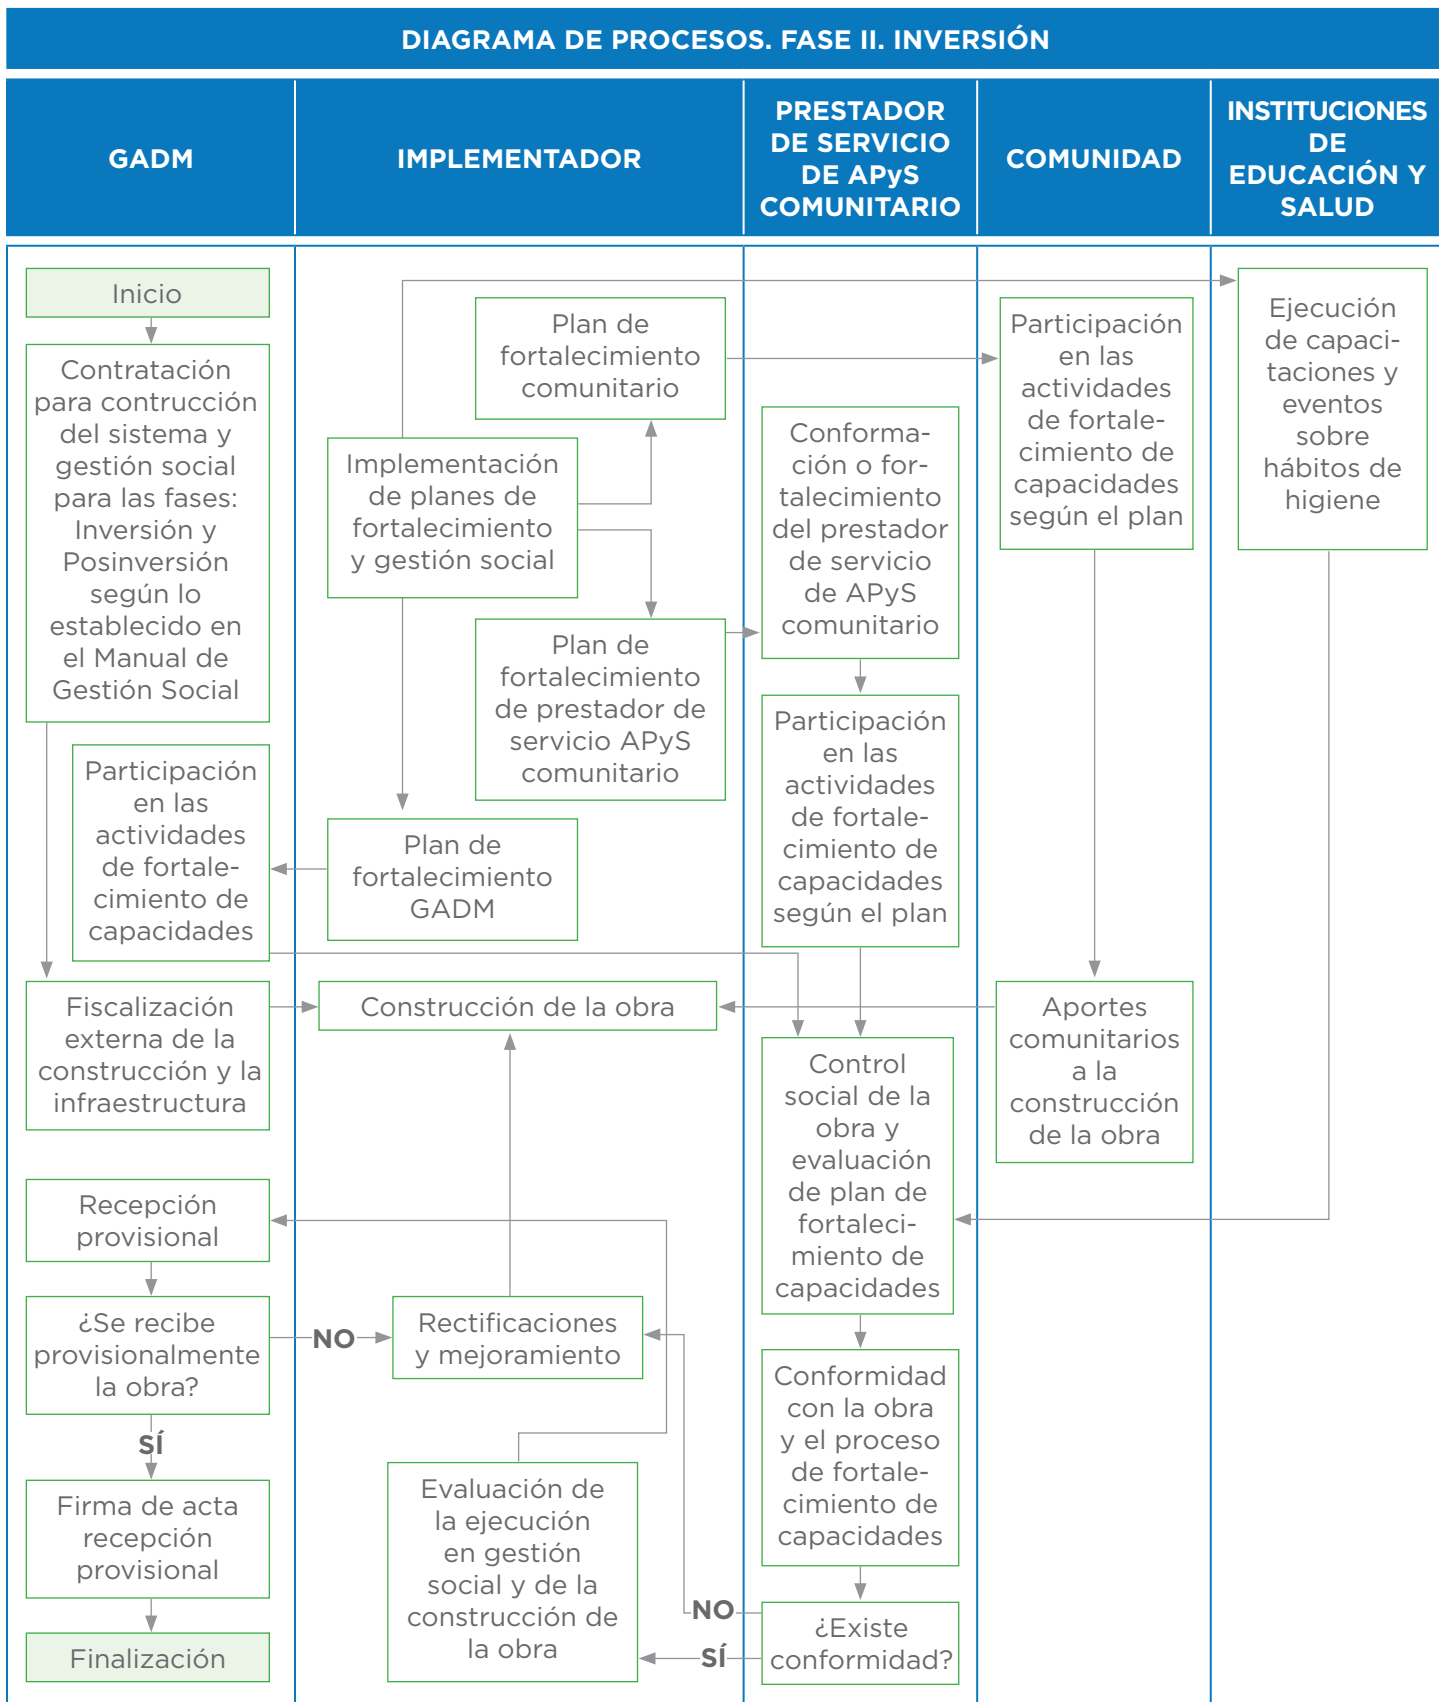 DIAGRAMA DE PROCESOS. FASE II. INVERSIÓN
GADM
IMPLEMENTADOR
PRESTADOR
DE SERVICIO
DE APyS
COMUNITARIO
COMUNIDAD
INSTITUCIONES
DE
EDUCACIÓN Y
SALUD
Inicio
Contratación
para contrucción
del sistema y
gestión social
para las fases:
Inversión y
Posinversión
según lo
establecido en
el Manual de
Gestión Social
Participación
en las
actividades
de fortale-
cimiento de
capacidades
Fiscalización
externa de la
construcción y la
infraestructura
Recepción
provisional
¿Se recibe
provisionalmente
la obra?
NO
SÍ
Firma de acta
recepción
provisional
Finalización
Plan de
fortalecimiento
comunitario
Implementación
de planes de
fortalecimiento
y gestión social
Plan de
fortalecimiento
de prestador de
servicio APyS
comunitario
Plan de
fortalecimiento
GADM
Construcción de la obra
Rectificaciones
y mejoramiento
Evaluación de
la ejecución
en gestión
social y de la
construcción de
la obra
Conforma-
ción o for-
talecimiento
del prestador
de servicio
de APyS
comunitario
Participación
en las
actividades
de fortale-
cimiento de
capacidades
según el plan
Control
social de la
obra y
evaluación
de plan de
fortaleci-
miento de
capacidades
Conformidad
con la obra
y el proceso
de fortale-
cimiento de
capacidades
NO
SÍ
¿Existe
conformidad?
Participación
en las
actividades
de fortale-
cimiento de
capacidades
según el plan
Aportes
comunitarios
a la
construcción
de la obra
Ejecución
de capaci-
taciones y
eventos
sobre
hábitos de
higiene